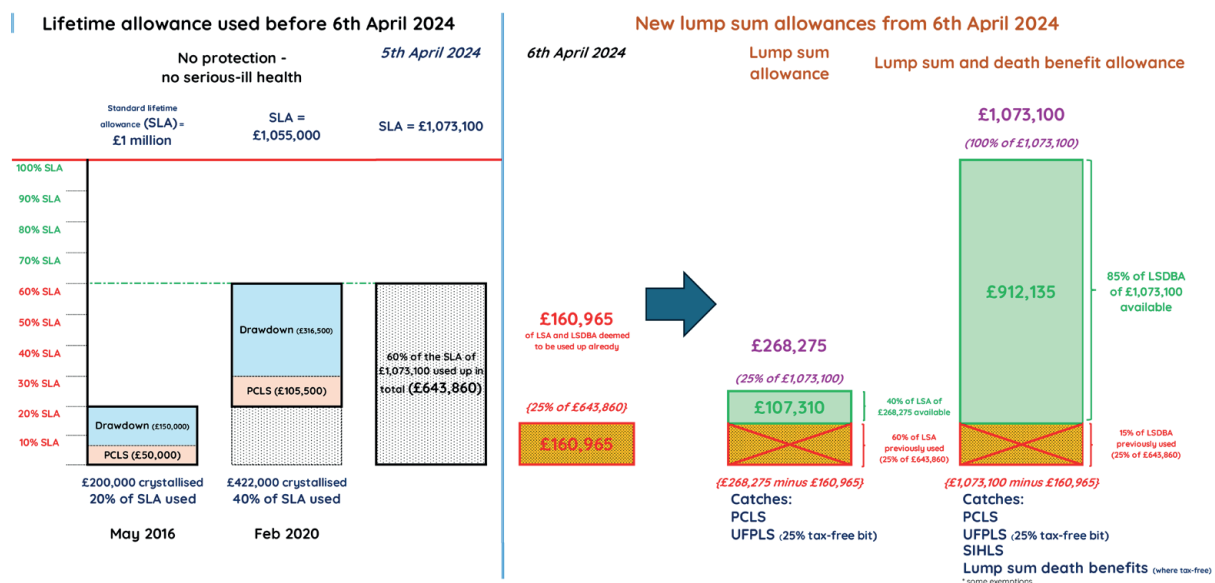 Lifetime allowance used before 6th April 2024
No protection -
no serious-ill health
5th April 2024
Standard lifetime
allowance (SLA) =
£1 million
SLA =
£1,055,000
SLA = £1,073,100
100% SLA
90% SLA
80% SLA
70% SLA
60% SLA
50% SLA
40% SLA
30% SLA
20% SLA
10% SLA
Drawdown (£150,000)
PCLS (£50,000)
Drawdown (£316,500)
PCLS (£105,500)
60% of the SLA of
£1,073,100 used up in
total (£643,860)
£200,000 crystallised
20% of SLA used
£422,000 crystallised
40% of SLA used
May 2016
Feb 2020
New lump sum allowances from 6th April 2024
6th April 2024
£160,965
of LSA and LSDBA deemed
to be used up already
{25% of £643,860}
£160,965
Lump sum
allowance
£268,275
(25% of £1,073,100)
£107,310
40% of LSA of
£268,275 available
60% of LSA
previously used
(25% of £643,860)
{£268,275 minus £160,965}
Catches:
PCLS
UFPLS (25% tax-free bit)
Lump sum and death benefit allowance
£1,073,100
(100% of £1,073,100)
£912,135
85% of LSDBA
of £1,073,100
available
15% of LSDBA
previously used
(25% of £643,860)
{£1,073,100 minus £160,965}
Catches:
PCLS
UFPLS (25% tax-free bit)
SIHLS
Lump sum death benefits (where tax-free)
* some exemptions